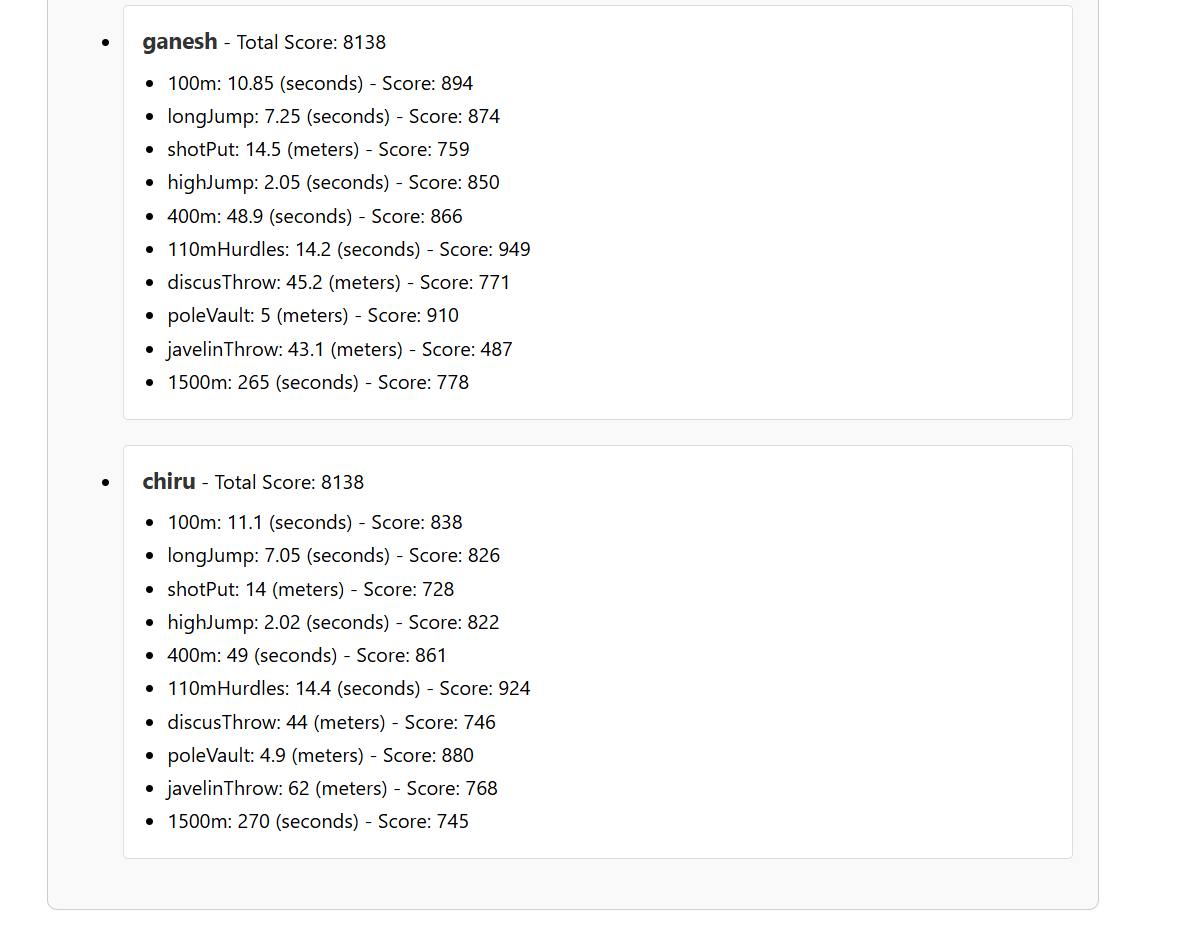 ganesh - Total Score: 8138
100m: 10.85 (seconds) - Score: 894
longJump: 7.25 (seconds) - Score: 874
shotPut: 14.5 (meters) - Score: 759
highJump: 2.05 (seconds) - Score: 850
400m: 48.9 (seconds) - Score: 866
110mHurdles: 14.2 (seconds) - Score: 949
discusThrow: 45.2 (meters) - Score: 771
poleVault: 5 (meters) - Score: 910
javelinThrow: 43.1 (meters) - Score: 487
1500m: 265 (seconds) - Score: 778
chiru - Total Score: 8138
100m: 11.1 (seconds) - Score: 838
longJump: 7.05 (seconds) - Score: 826
shotPut: 14 (meters) - Score: 728
highJump: 2.02 (seconds) - Score: 822
400m: 49 (seconds) - Score: 861
110mHurdles: 14.4 (seconds) - Score: 924
discusThrow: 44 (meters) - Score: 746
poleVault: 4.9 (meters) - Score: 880
javelinThrow: 62 (meters) - Score: 768
1500m: 270 (seconds) - Score: 745